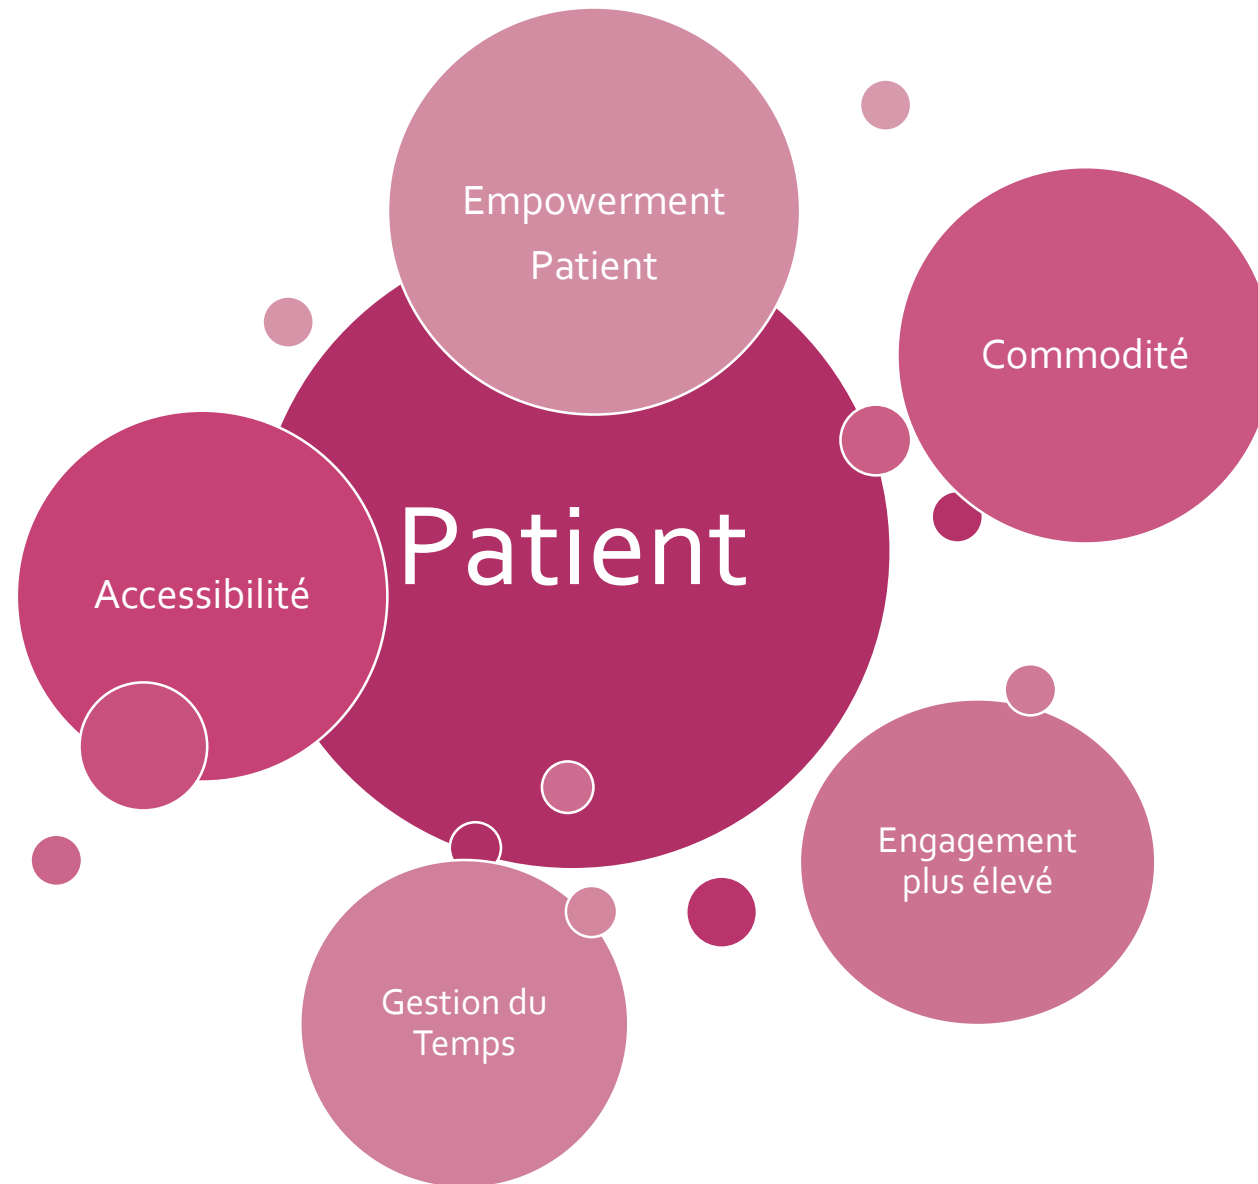 Empowerment
Patient
Commodité
Patient
Accessibilité
Engagement
plus élevé
Gestion du
Temps